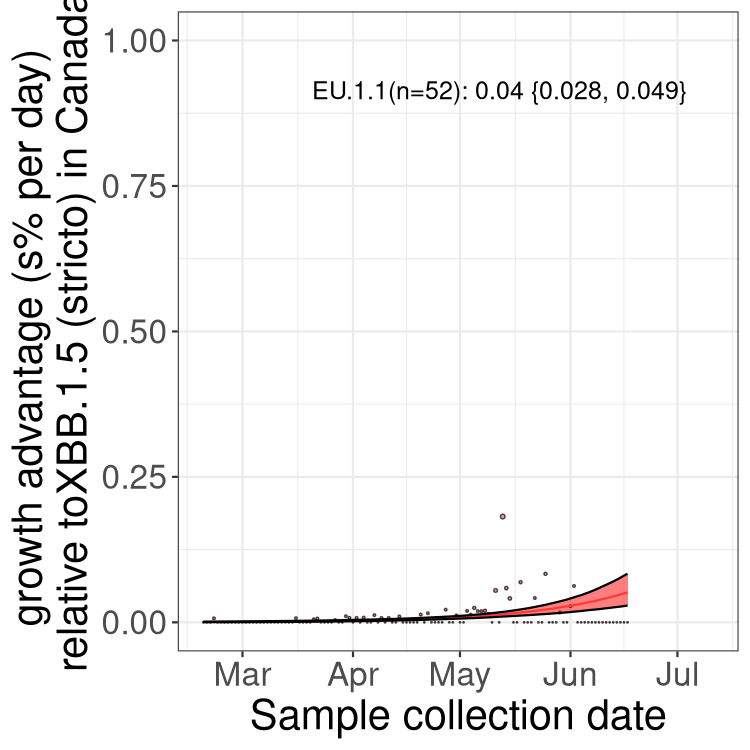 growth advantage (s% per day)
relative toXBB.1.5 (stricto) in Canada
1.00
0.75
0.50
0.25
0.00
EU.1.1(n=52): 0.04 {0.028, 0.049}
Mar Apr May Jun Jul
Sample collection date